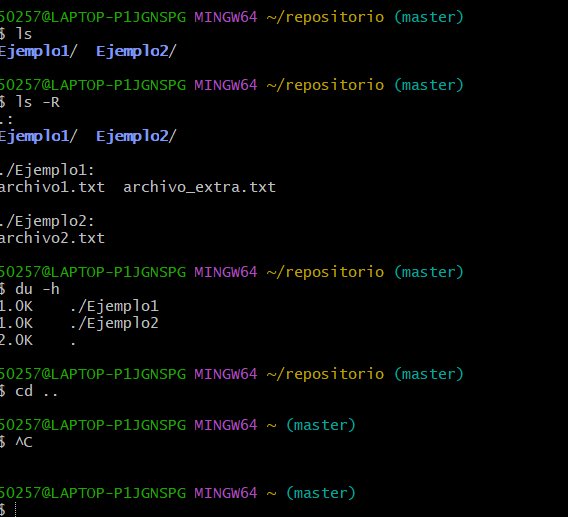 50257@LAPTOP-P1JGNSPG MINGW64 ~/repositorio (master)
$ ls
Ejemplo1/  Ejemplo2/

50257@LAPTOP-P1JGNSPG MINGW64 ~/repositorio (master)
$ ls -R
.:
Ejemplo1/  Ejemplo2/

./Ejemplo1:
archivo1.txt  archivo_extra.txt

./Ejemplo2:
archivo2.txt

50257@LAPTOP-P1JGNSPG MINGW64 ~/repositorio (master)
$ du -h
1.0K    ./Ejemplo1
1.0K    ./Ejemplo2
2.0K    .

50257@LAPTOP-P1JGNSPG MINGW64 ~/repositorio (master)
$ cd ..

50257@LAPTOP-P1JGNSPG MINGW64 ~ (master)
$ ^C

50257@LAPTOP-P1JGNSPG MINGW64 ~ (master)
$